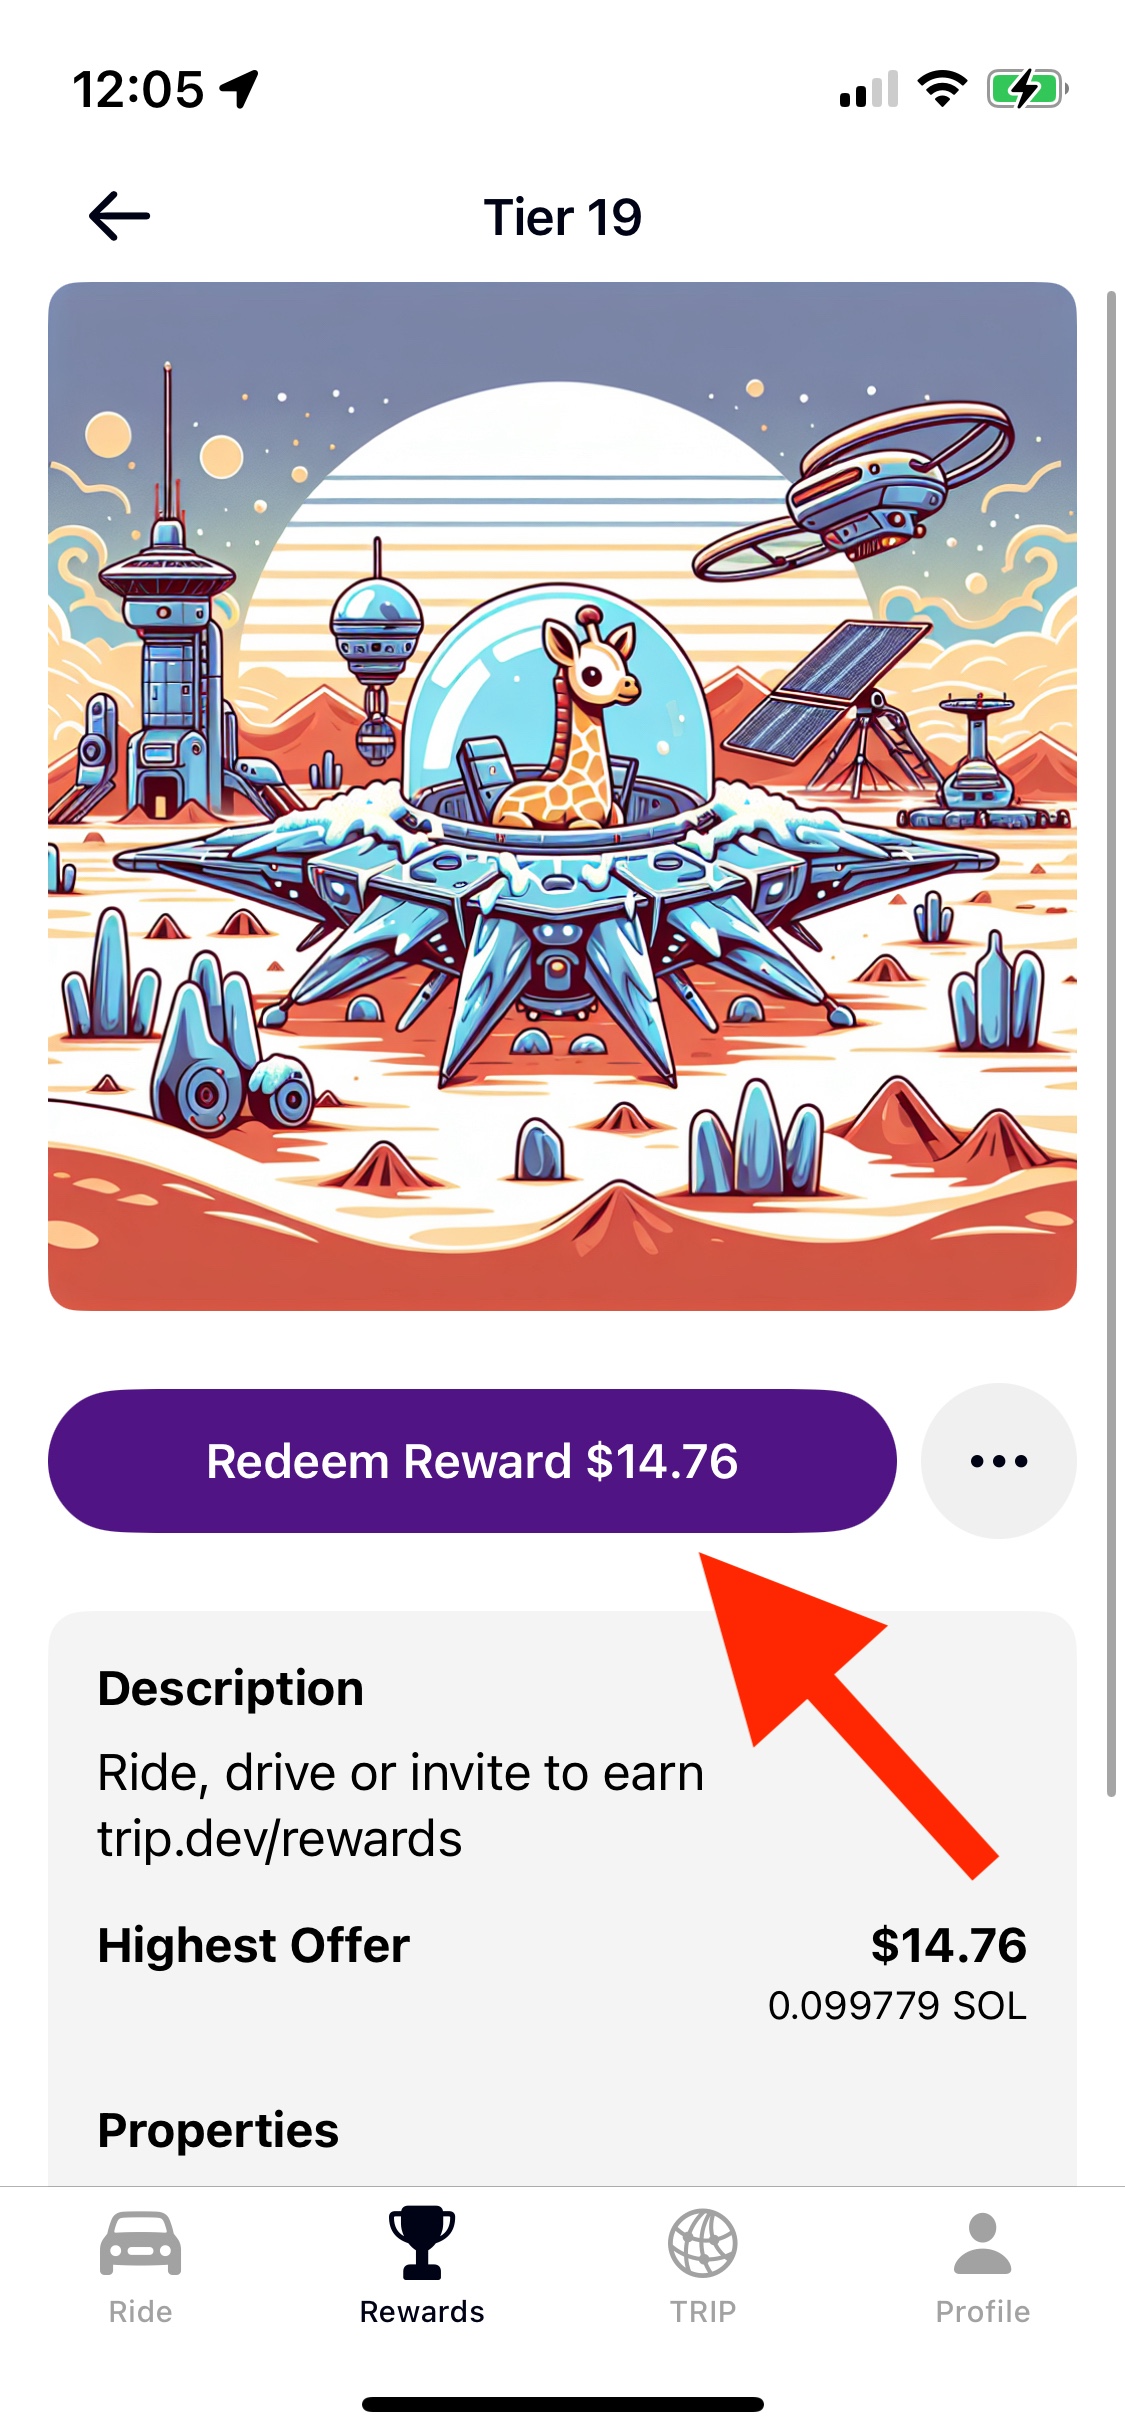 12:05
Tier 19
Redeem Reward $14.76
Description
Ride, drive or invite to earn
trip.dev/rewards
Highest Offer
$14.76
0.099779 SOL
Properties
Ride
Rewards
TRIP
Profile